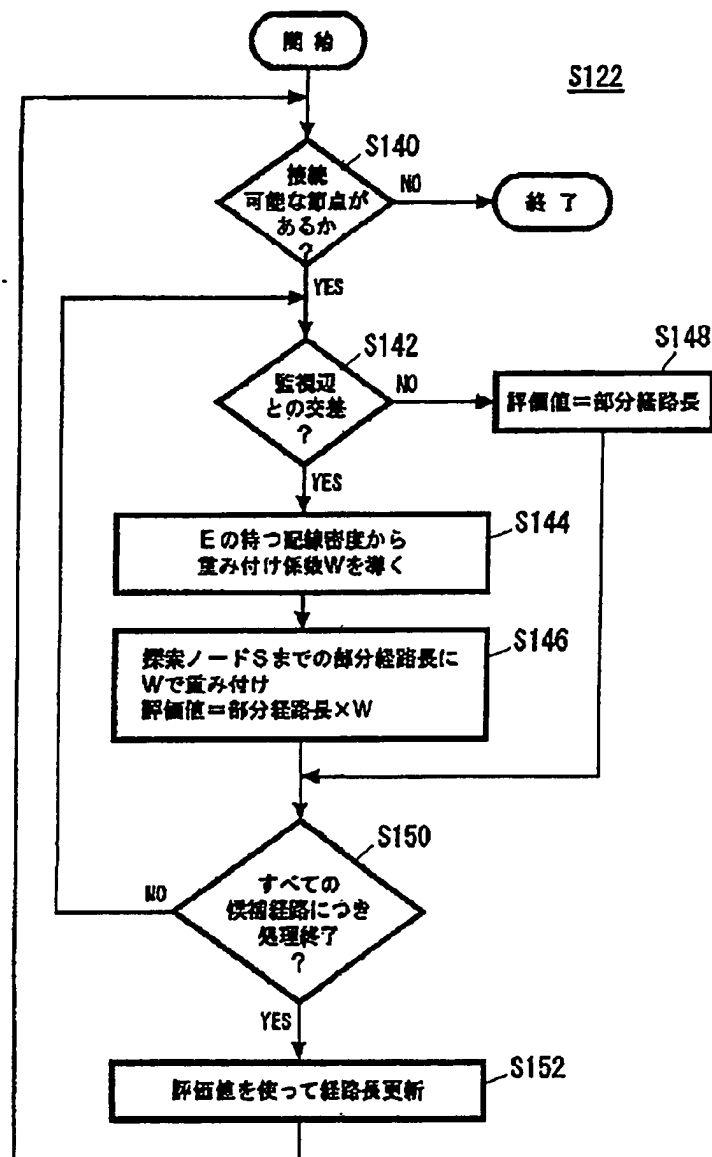 開始
S122
S140
接続
可能な節点が
あるか
?
NO
終了
YES
S142
監視辺
との交差
?
NO
S148
評価値=部分経路長
YES
S144
Eの持つ配線密度から
重み付け係数Wを導く
S146
探索ノードSまでの部分経路長に
Wで重み付け
評価値=部分経路長×W
S150
すべての
候補経路につき
処理終了
?
NO
YES
S152
評価値を使って経路長更新